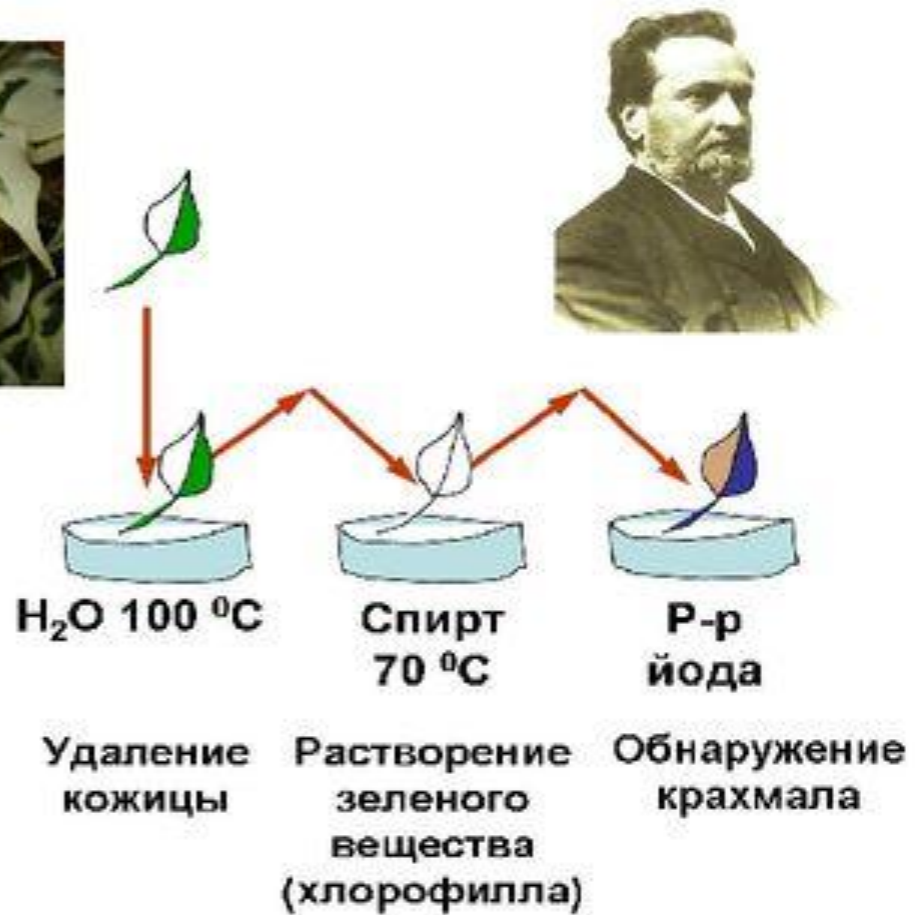 H₂O 100 ⁰C
Спирт
70 ⁰C
Р-р
йода
Удаление
кожицы
Растворение
зеленого
вещества
(хлорофилла)
Обнаружение
крахмала